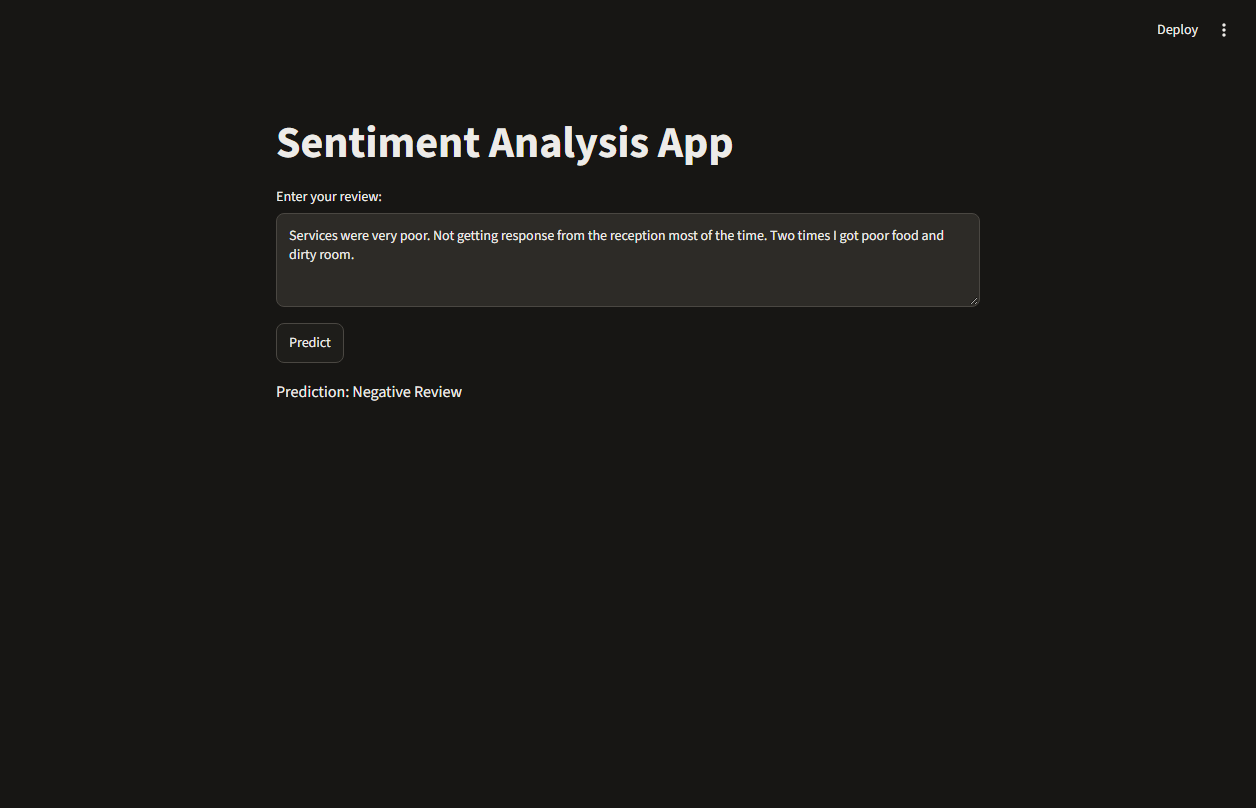 Deploy
Sentiment Analysis App
Enter your review:
Services were very poor. Not getting response from the reception most of the time. Two times I got poor food and
dirty room.
Predict
Prediction: Negative Review